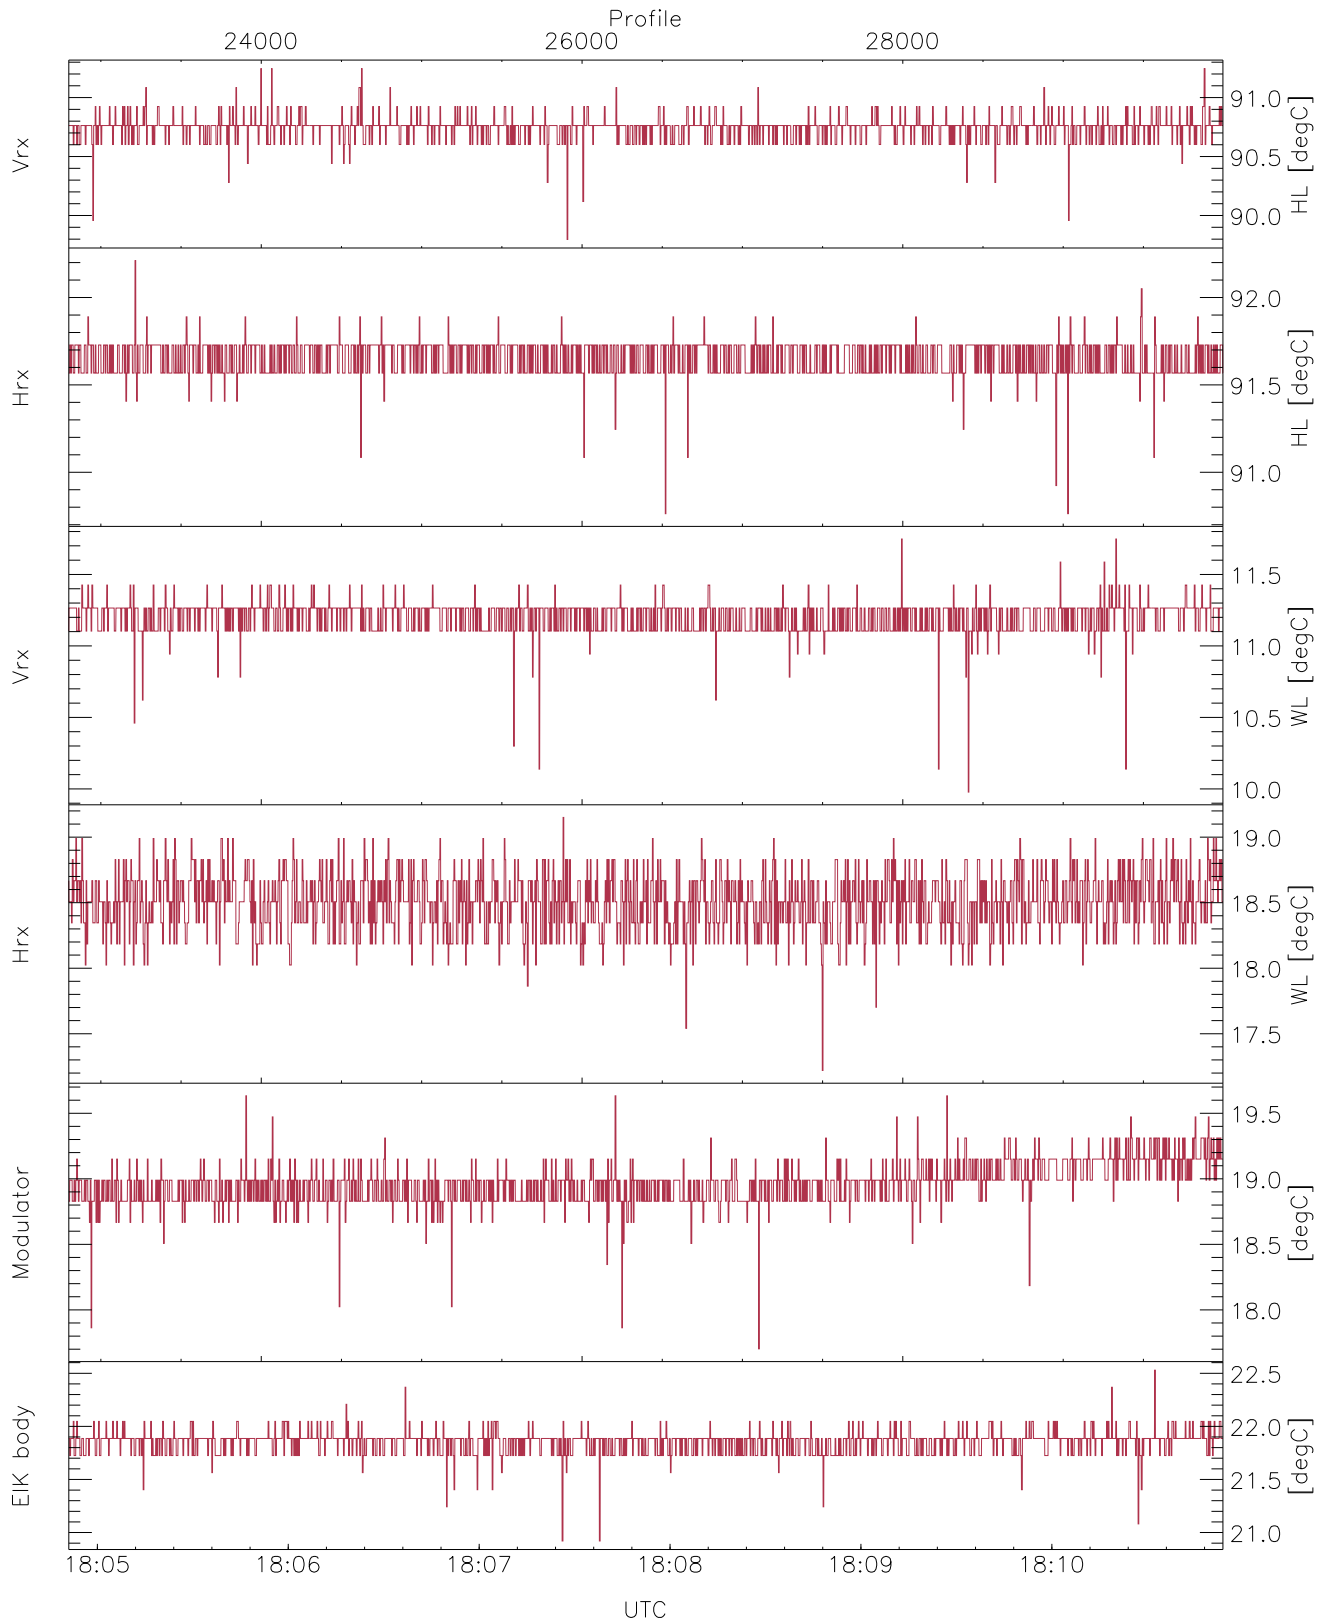 Profile
24000 26000 28000
Vrx
91.0
90.5
90.0
HL [degC]
Hrx
92.0
91.5
91.0
HL [degC]
Vrx
11.5
11.0
10.5
10.0
WL [degC]
Hrx
19.0
18.5
18.0
17.5
WL [degC]
Modulator
19.5
19.0
18.5
18.0
[degC]
EIK body
22.5
22.0
21.5
21.0
[degC]
18:05 18:06 18:07 18:08 18:09 18:10
UTC